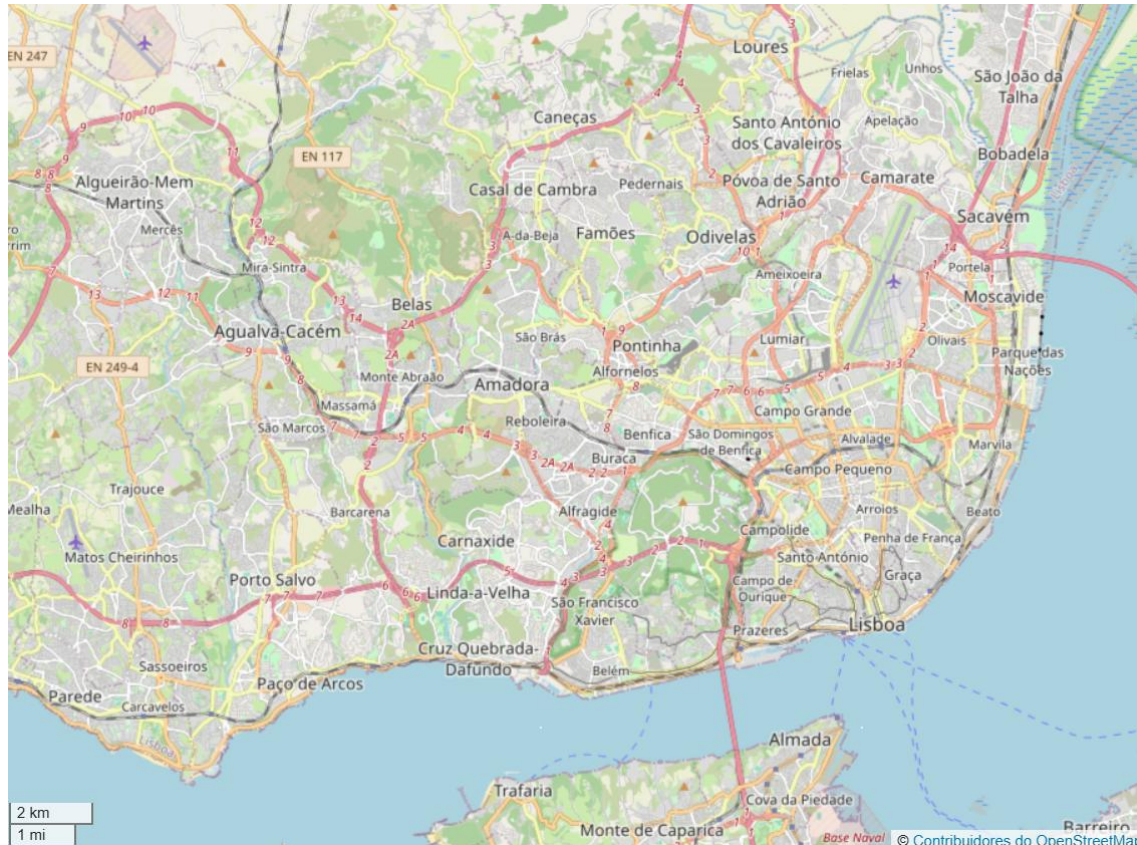 EN 247
Loures
Frielas
Unhos
São João da
Talha
Caneças
Santo António
dos Cavaleiros
Apelação
EN 117
Bobadela
Algueirão-Mem
Martins
Casal de Cambra
Pedernais
Póvoa de Santo
Adrião
Camarate
Mercês
A-da-Beja
Famões
Odivelas
Sacavém
Mira-Sintra
Ameixoeira
Portela
Belas
Moscavide
Agualva-Cacém
São Brás
Pontinha
Lumiar
Olivais
Parque das
Nações
EN 249-4
Monte Abraão
Amadora
Alfornelos
Massamá
São Marcos
Reboleira
Benfica
Campo Grande
São Domingos
de Benfica
Alvalade
Marvila
Buraca
Campo Pequeno
Trajouce
Barcarena
Alfragide
Arroios
Beato
Mealha
Matos Cheirinhos
Carnaxide
Campolide
Penha de França
Santo António
Porto Salvo
Linda-a-Velha
Campo de
Ourique
Graça
São Francisco
Xavier
Prazeres
Lisboa
Cruz Quebrada-
Dafundo
Sassoeiros
Belém
Parede
Carcavelos
Paço de Arcos
Lisboa
Almada
Trafaria
Cova da Piedade
Monte de Caparica
Base Naval
Barreiro
2 km
1 mi
© Contribuidores do OpenStreetMap